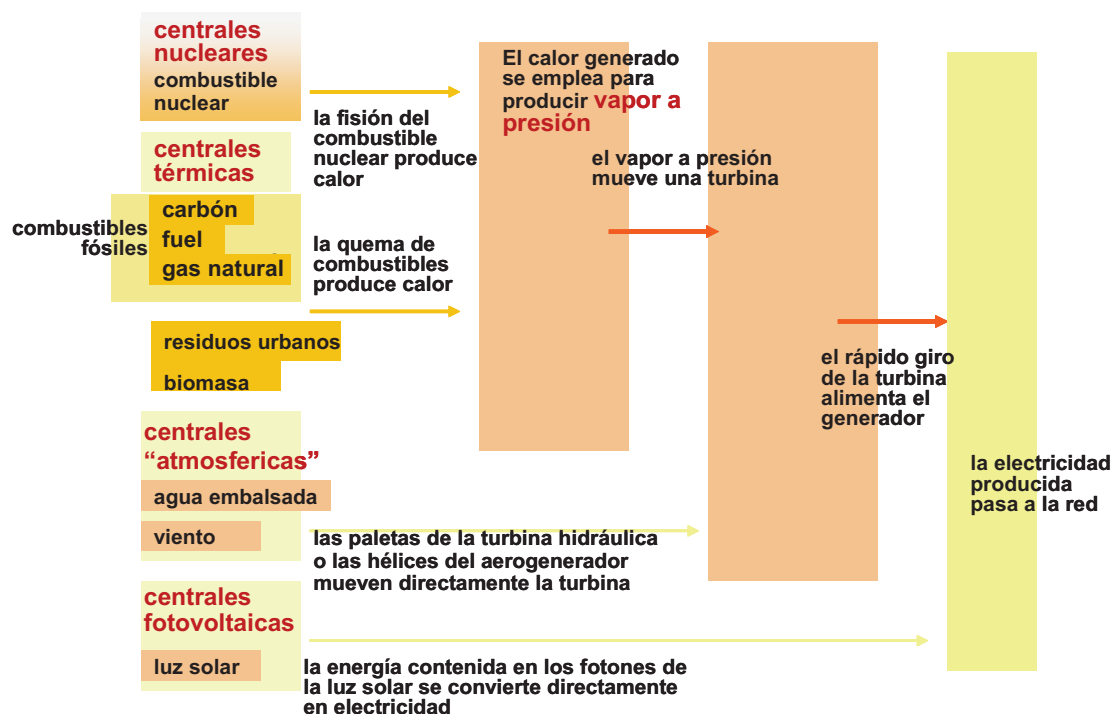 centrales
nucleares
combustible
nuclear
la fisión del
combustible
nuclear produce
calor
El calor generado
se emplea para
producir vapor a
presión
centrales
térmicas
el vapor a presión
mueve una turbina
combustibles
fósiles
carbón
fuel
gas natural
la quema de
combustibles
produce calor
residuos urbanos
biomasa
el rápido giro
de la turbina
alimenta el
generador
centrales
“atmosfericas”
agua embalsada
viento
las paletas de la turbina hidráulica
o las hélices del aerogenerador
mueven directamente la turbina
la electricidad
producida
pasa a la red
centrales
fotovoltaicas
luz solar
la energía contenida en los fotones de
la luz solar se convierte directamente
en electricidad